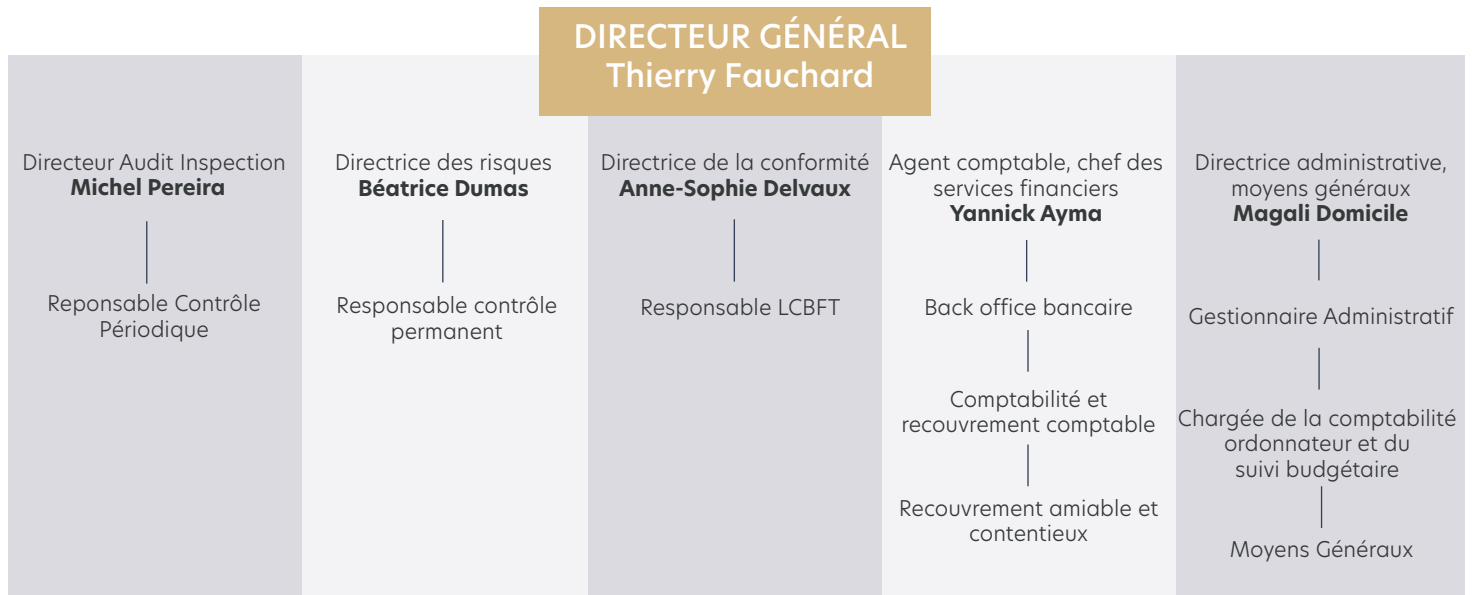 DIRECTEUR GÉNÉRAL
Thierry Fauchard
Directeur Audit Inspection
Michel Pereira
Reponsable Contrôle
Périodique
Directrice des risques
Béatrice Dumas
Responsable contrôle
permanent
Directrice de la conformité
Anne-Sophie Delvaux
Responsable LCBFT
Agent comptable, chef des
services financiers
Yannick Ayma
Back office bancaire
Comptabilité et
recouvrement comptable
Recouvrement amiable et
contentieux
Directrice administrative,
moyens généraux
Magali Domicile
Gestionnaire Administratif
Chargée de la comptabilité
ordonnateur et du
suivi budgétaire
Moyens Généraux